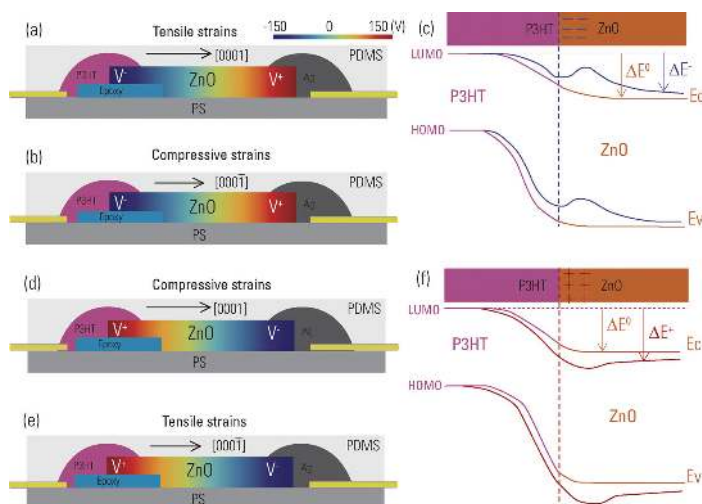 (a)
Tensile strains
-150
0
150 (V)
[0001]
PDMS
P3HT
V-
ZnO
V+
Ag
Epoxy
PS
(b)
Compressive strains
[0001̄]
PDMS
P3HT
V-
ZnO
V+
Ag
Epoxy
PS
(c)
P3HT
ZnO
LUMO
ΔE⁰
ΔE-
Ec
P3HT
HOMO
ZnO
Ev
(d)
Compressive strains
[0001]
PDMS
P3HT
V+
ZnO
V-
Ag
Epoxy
PS
(e)
Tensile strains
[0001̄]
PDMS
P3HT
V+
ZnO
V-
Ag
Epoxy
PS
(f)
P3HT
ZnO
LUMO
ΔE⁰
ΔE+
Ec
P3HT
HOMO
ZnO
Ev